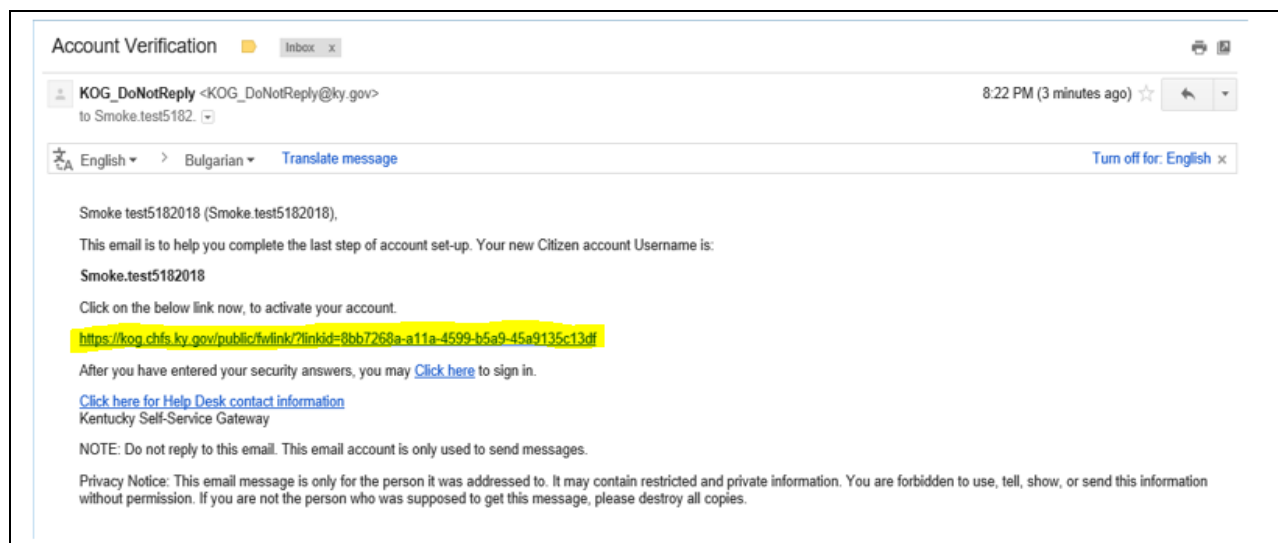 Account Verification Inbox x
KOG_DoNotReply <KOG_DoNotReply@ky.gov> 8:22 PM (3 minutes ago)
to Smoke.test5182.
English > Bulgarian Translate message Turn off for: English x
Smoke test5182018 (Smoke.test5182018),
This email is to help you complete the last step of account set-up. Your new Citizen account Username is:
Smoke.test5182018
Click on the below link now, to activate your account.
https://kog.chfs.ky.gov/public/fwlink/?linkid=8bb7268a-a11a-4599-b5a9-45a9135c13df
After you have entered your security answers, you may Click here to sign in.
Click here for Help Desk contact information
Kentucky Self-Service Gateway
NOTE: Do not reply to this email. This email account is only used to send messages.
Privacy Notice: This email message is only for the person it was addressed to. It may contain restricted and private information. You are forbidden to use, tell, show, or send this information
without permission. If you are not the person who was supposed to get this message, please destroy all copies.